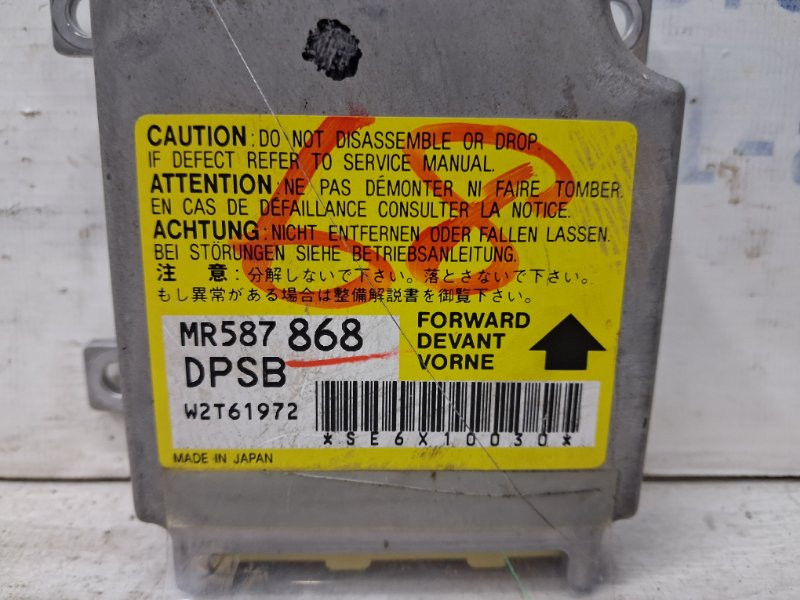 CAUTION : DO NOT DISASSEMBLE OR DROP.
IF DEFECT REFER TO SERVICE MANUAL.
ATTENTION : NE PAS DÉMONTER NI FAIRE TOMBER.
EN CAS DE DÉFAILLANCE CONSULTER LA NOTICE.
ACHTUNG : NICHT ENTFERNEN ODER FALLEN LASSEN.
BEI STÖRUNGEN SIEHE BETRIEBSANLEITUNG.
注 意 : 分解しないで下さい。落とさないで下さい。
もし異常がある場合は整備解説書を御覧下さい。
68
MR587 868
DPSB
W2T61972
FORWARD
DEVANT
VORNE
*SE6X10030*
MADE IN JAPAN